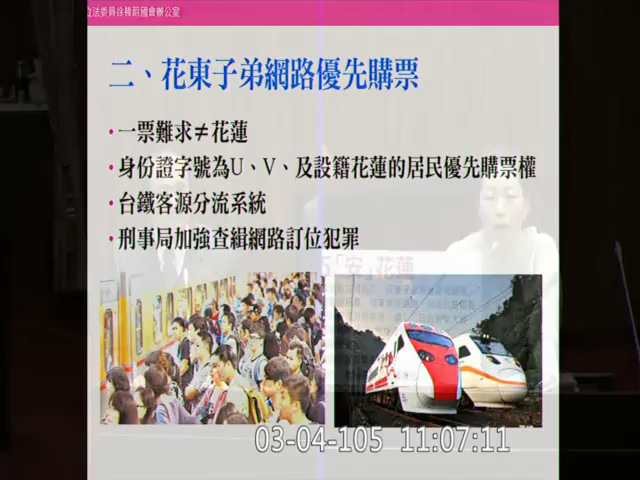 立法委員徐榛蔚國會辦公室
二、花東子弟網路優先購票
•一票難求≠花蓮
•身份證字號為U、V、及設籍花蓮的居民優先購票權
•台鐵客源分流系統
•刑事局加強查緝網路訂位犯罪
「安」花蓮
03-04-105 11:07:11